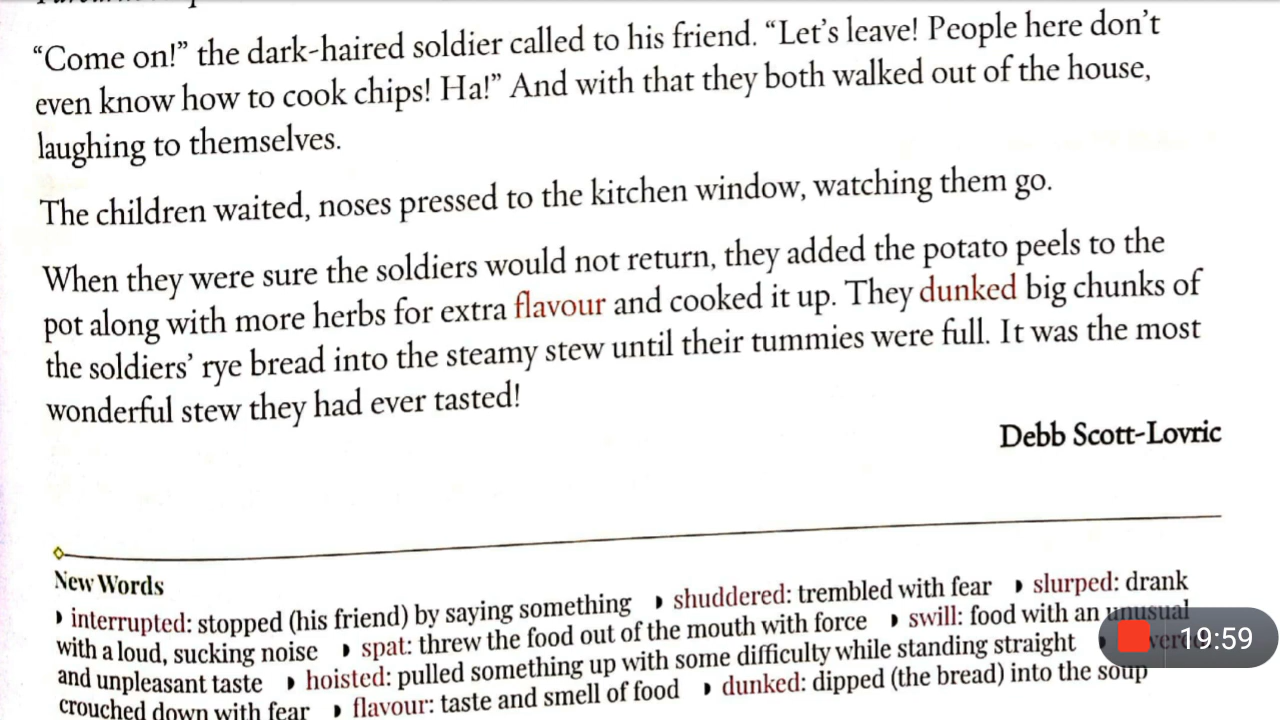 “Come on!” the dark-haired soldier called to his friend. “Let’s leave! People here don’t
even know how to cook chips! Ha!” And with that they both walked out of the house,
laughing to themselves.
The children waited, noses pressed to the kitchen window, watching them go.
When they were sure the soldiers would not return, they added the potato peels to the
pot along with more herbs for extra flavour and cooked it up. They dunked big chunks of
the soldiers’ rye bread into the steamy stew until their tummies were full. It was the most
wonderful stew they had ever tasted!
Debb Scott-Lovric
New Words
interrupted: stopped (his friend) by saying something ◗ shuddered: trembled with fear ◗ slurped: drank
with a loud, sucking noise ◗ spat: threw the food out of the mouth with force ◗ swill: food with an unusual
and unpleasant taste ◗ hoisted: pulled something up with some difficulty while standing straight
crouched down with fear ◗ flavour: taste and smell of food ◗ dunked: dipped (the bread) into the soup
19:59